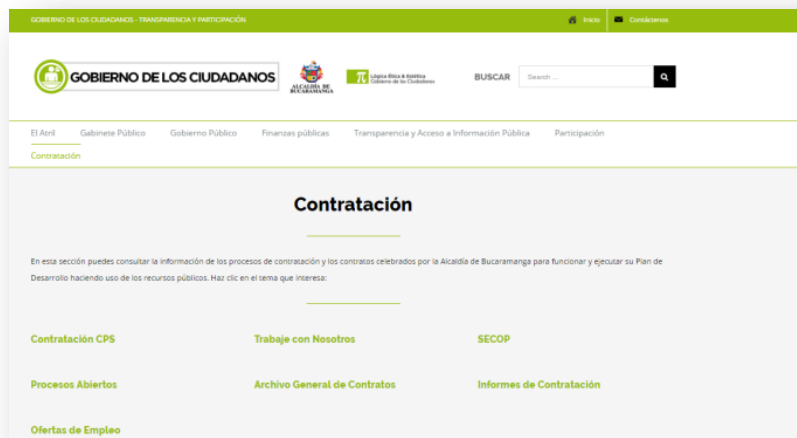 GOBIERNO DE LOS CIUDADANOS - TRANSPARENCIA Y PARTICIPACIÓN
Inicio
Contáctenos
GOBIERNO DE LOS CIUDADANOS
ALCALDÍA DE
BUCARAMANGA
Lógica Ética & Estética
Gobierno de los Ciudadanos
BUSCAR
Search ...
El Atril
Gabinete Público
Gobierno Público
Finanzas públicas
Transparencia y Acceso a Información Pública
Participación
Contratación
Contratación
En esta sección puedes consultar la información de los procesos de contratación y los contratos celebrados por la Alcaldía de Bucaramanga para funcionar y ejecutar su Plan de
Desarrollo haciendo uso de los recursos públicos. Haz clic en el tema que interesa:
Contratación CPS
Trabaje con Nosotros
SECOP
Procesos Abiertos
Archivo General de Contratos
Informes de Contratación
Ofertas de Empleo